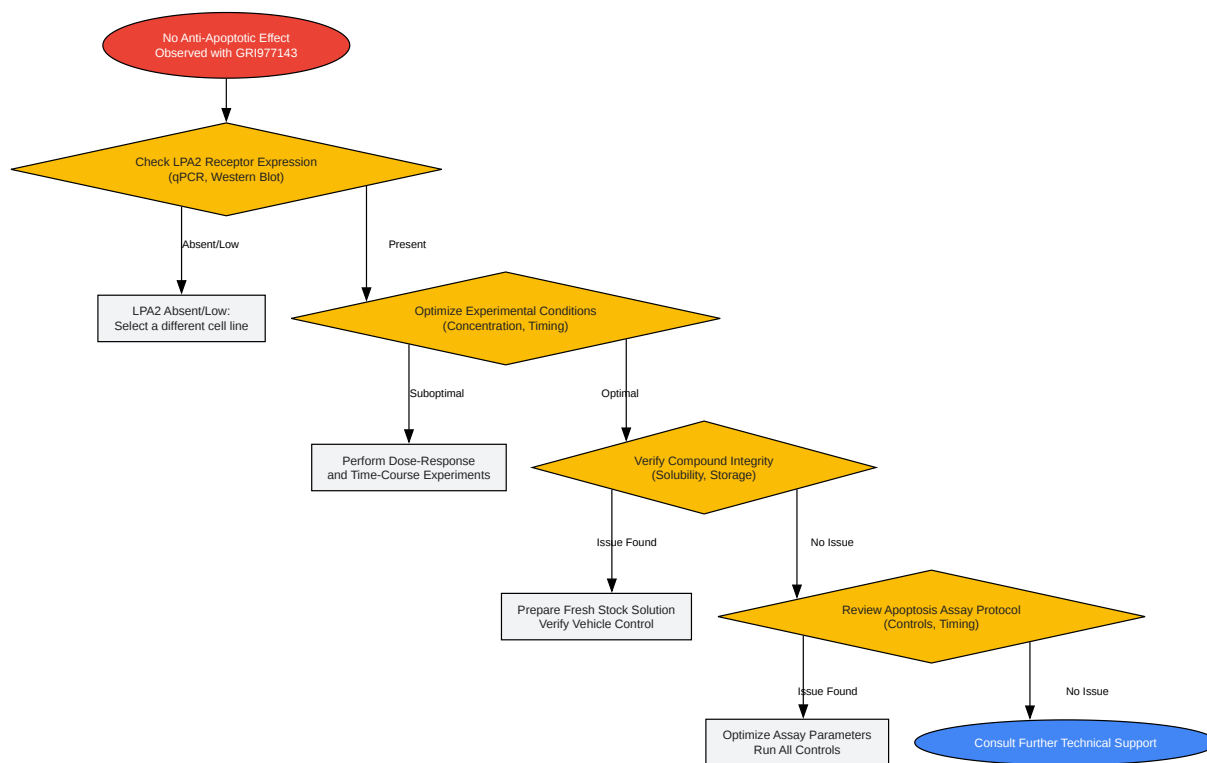 No Anti-Apoptotic Effect
Observed with GRI977143
Check LPA2 Receptor Expression
(qPCR, Western Blot)
Absent/Low
Present
LPA2 Absent/Low:
Select a different cell line
Optimize Experimental Conditions
(Concentration, Timing)
Suboptimal
Optimal
Perform Dose-Response
and Time-Course Experiments
Verify Compound Integrity
(Solubility, Storage)
Issue Found
No Issue
Prepare Fresh Stock Solution
Verify Vehicle Control
Review Apoptosis Assay Protocol
(Controls, Timing)
Issue Found
No Issue
Optimize Assay Parameters
Run All Controls
Consult Further Technical Support